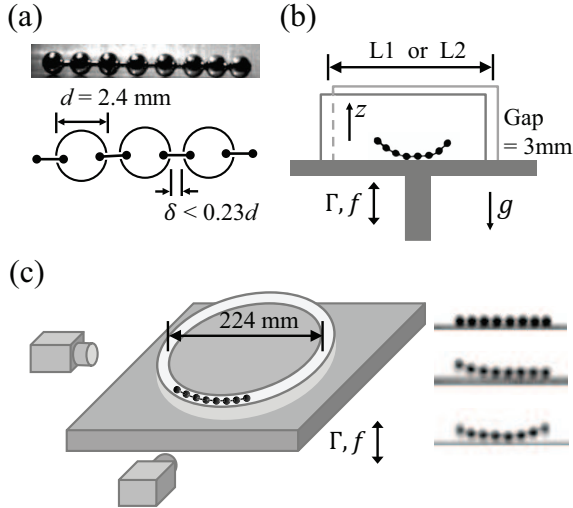 (a)
d = 2.4 mm
δ < 0.23d
(b)
L1 or L2
z
Gap
= 3mm
Γ, f
g
(c)
224 mm
Γ, f